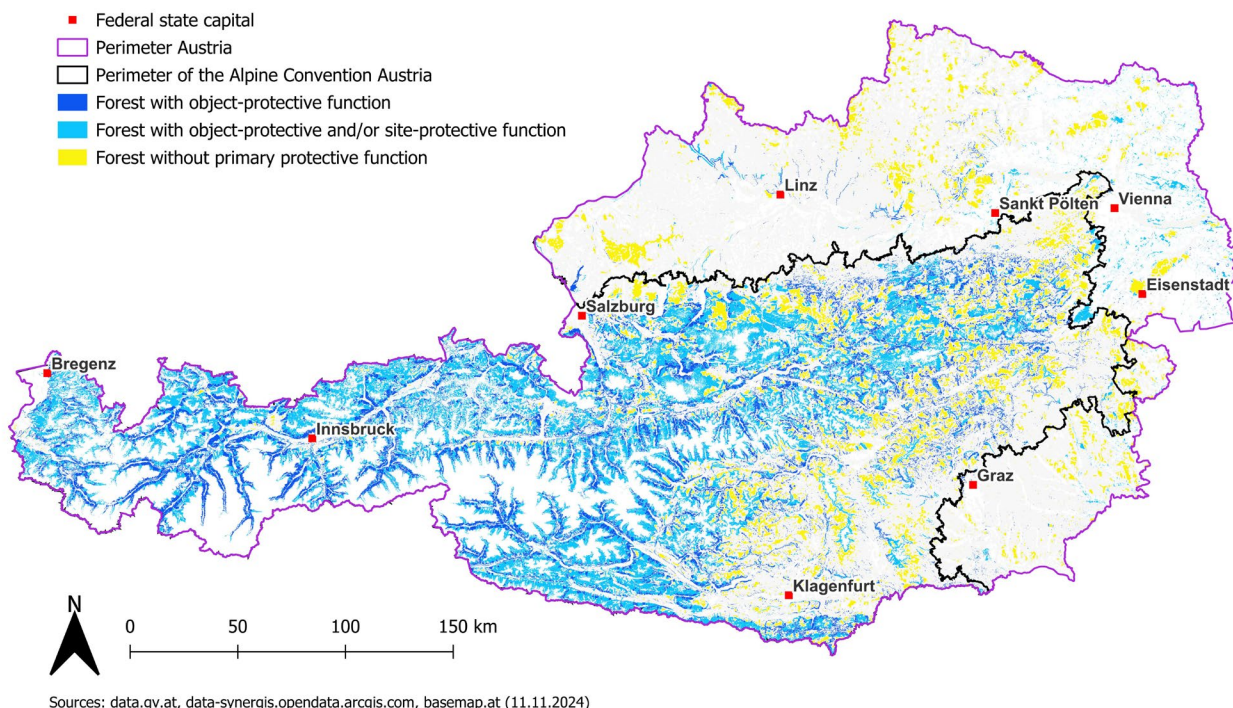 Federal state capital
Perimeter Austria
Perimeter of the Alpine Convention Austria
Forest with object-protective function
Forest with object-protective and/or site-protective function
Forest without primary protective function
Linz
Sankt Pölten
Vienna
Eisenstadt
Salzburg
Bregenz
Innsbruck
Graz
Klagenfurt
N
0 50 100 150 km
Sources: data.gv.at, data-synergis.opendata.arcgis.com, basemap.at (11.11.2024)